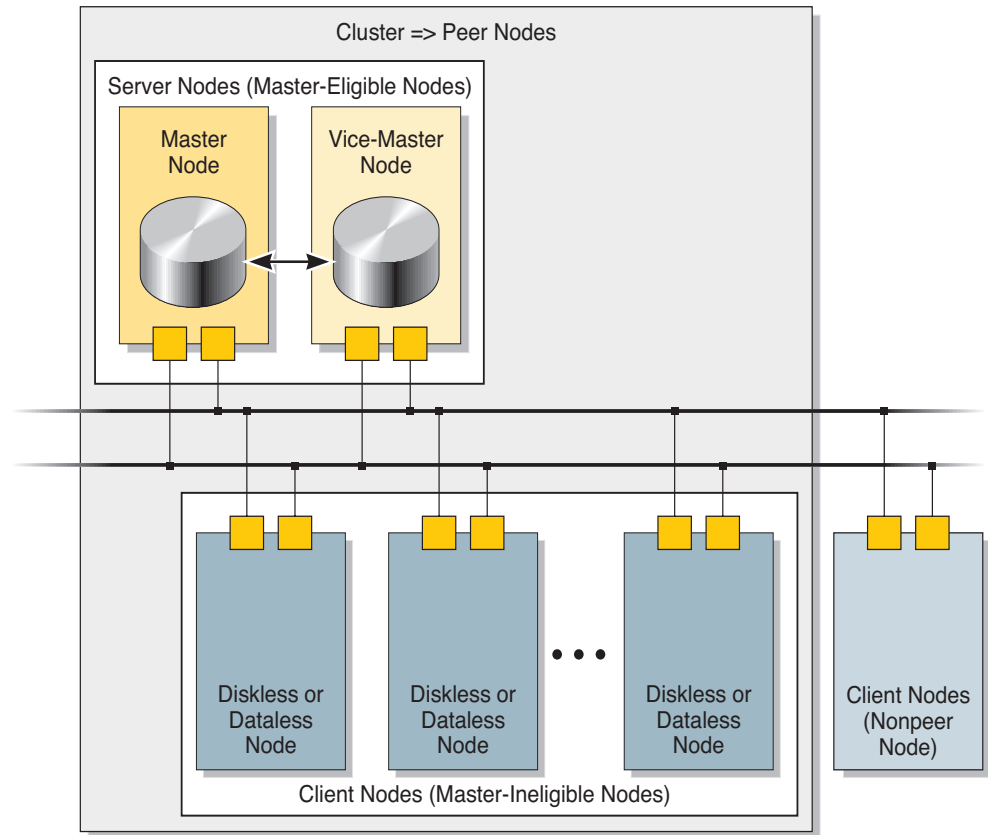 Cluster => Peer Nodes
Server Nodes (Master-Eligible Nodes)
Master
Node
Vice-Master
Node
Diskless or
Dataless
Node
Diskless or
Dataless
Node
Diskless or
Dataless
Node
Client Nodes
(Nonpeer
Node)
Client Nodes (Master-Ineligible Nodes)